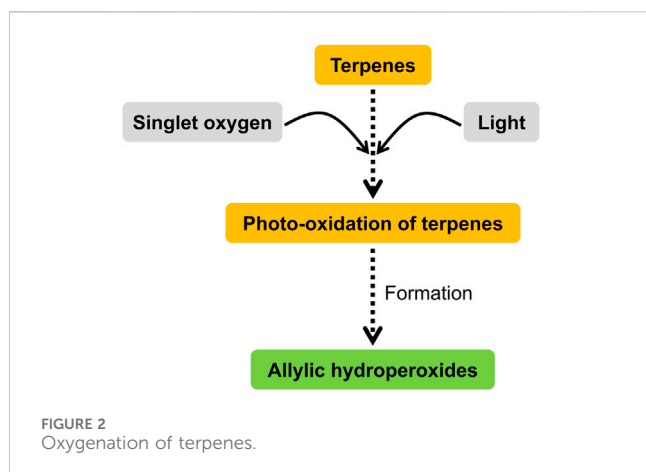 Terpenes
Singlet oxygen
Light
Photo-oxidation of terpenes
Formation
Allylic hydroperoxides
FIGURE 2
Oxygenation of terpenes.